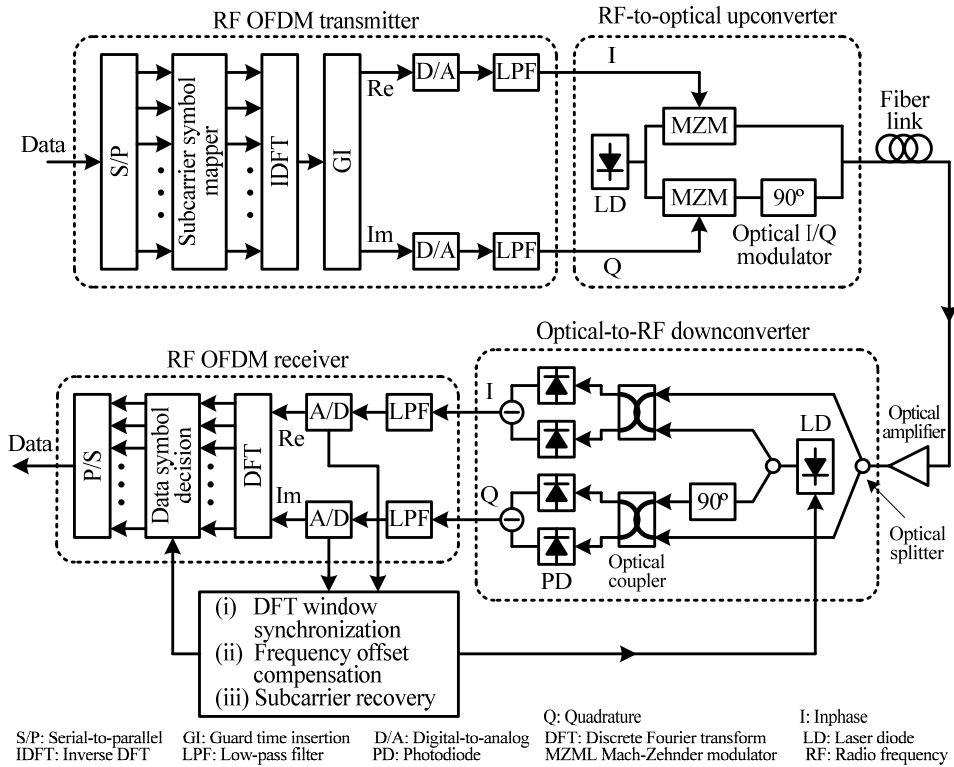 RF OFDM transmitter
RF-to-optical upconverter
Data
S/P
Subcarrier symbol
mapper
IDFT
GI
Re
D/A
LPF
I
Im
D/A
LPF
Q
LD
MZM
MZM
90º
Optical I/Q
modulator
Fiber
link
RF OFDM receiver
Optical-to-RF downconverter
Data
P/S
Data symbol
decision
DFT
Re
A/D
LPF
I
Im
A/D
LPF
Q
PD
Optical
coupler
90º
LD
Optical
amplifier
Optical
splitter
(i) DFT window
synchronization
(ii) Frequency offset
compensation
(iii) Subcarrier recovery
Q: Quadrature
I: Inphase
S/P: Serial-to-parallel
GI: Guard time insertion
D/A: Digital-to-analog
DFT: Discrete Fourier transform
LD: Laser diode
IDFT: Inverse DFT
LPF: Low-pass filter
PD: Photodiode
MZML Mach-Zehnder modulator
RF: Radio frequency